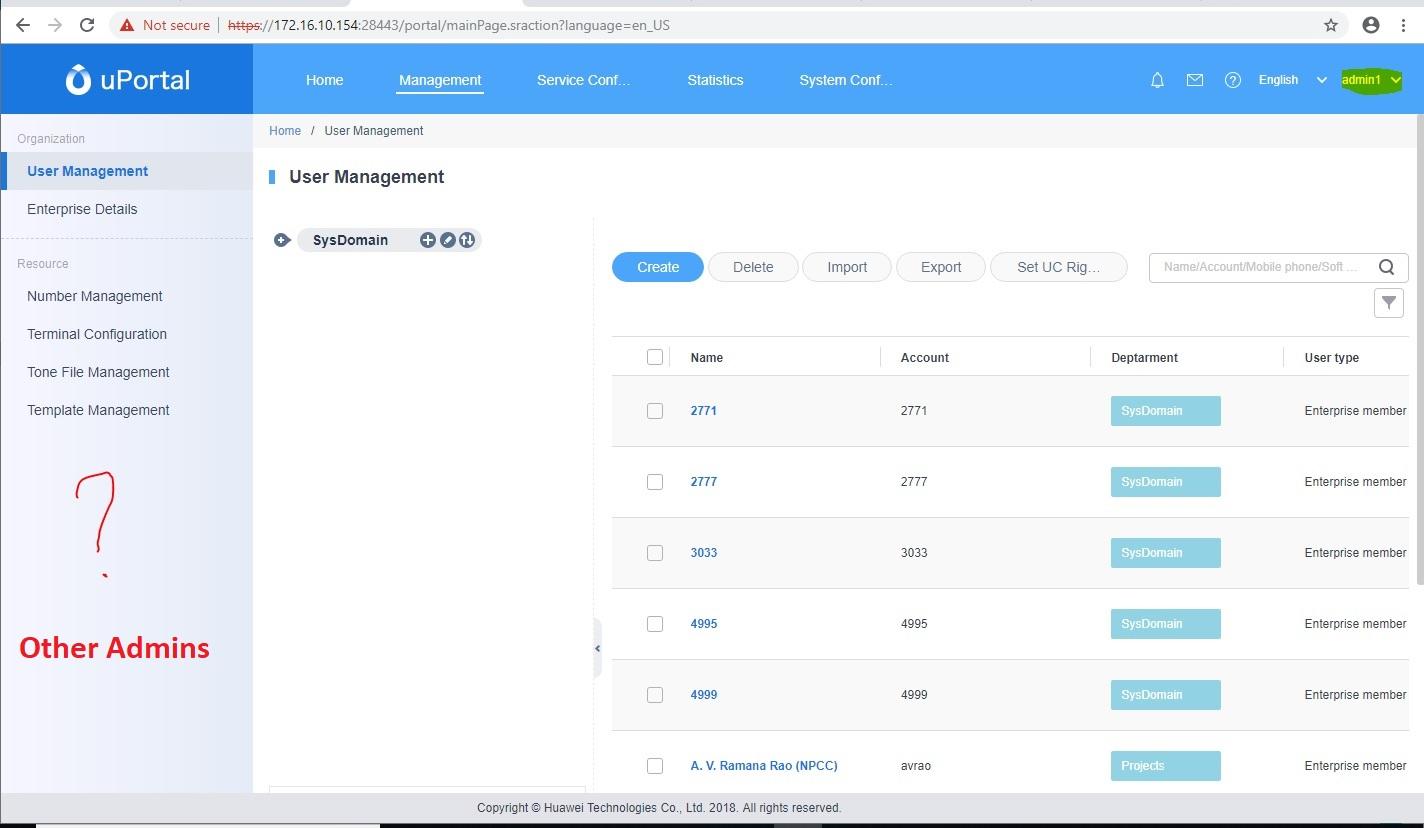 Not secure | https://172.16.10.154:28443/portal/mainPage.sraction?language=en_US
uPortal
Home Management Service Conf... Statistics System Conf... English admin1
Organization
User Management
Enterprise Details
Resource
Number Management
Terminal Configuration
Tone File Management
Template Management
?
Other Admins
Home / User Management
User Management
SysDomain
Create Delete Import Export Set UC Rig... Name/Account/Mobile phone/Soft ...
Name Account Deptarment User type
2771 2771 SysDomain Enterprise member
2777 2777 SysDomain Enterprise member
3033 3033 SysDomain Enterprise member
4995 4995 SysDomain Enterprise member
4999 4999 SysDomain Enterprise member
A. V. Ramana Rao (NPCC) avrao Projects Enterprise member
Copyright © Huawei Technologies Co., Ltd. 2018. All rights reserved.